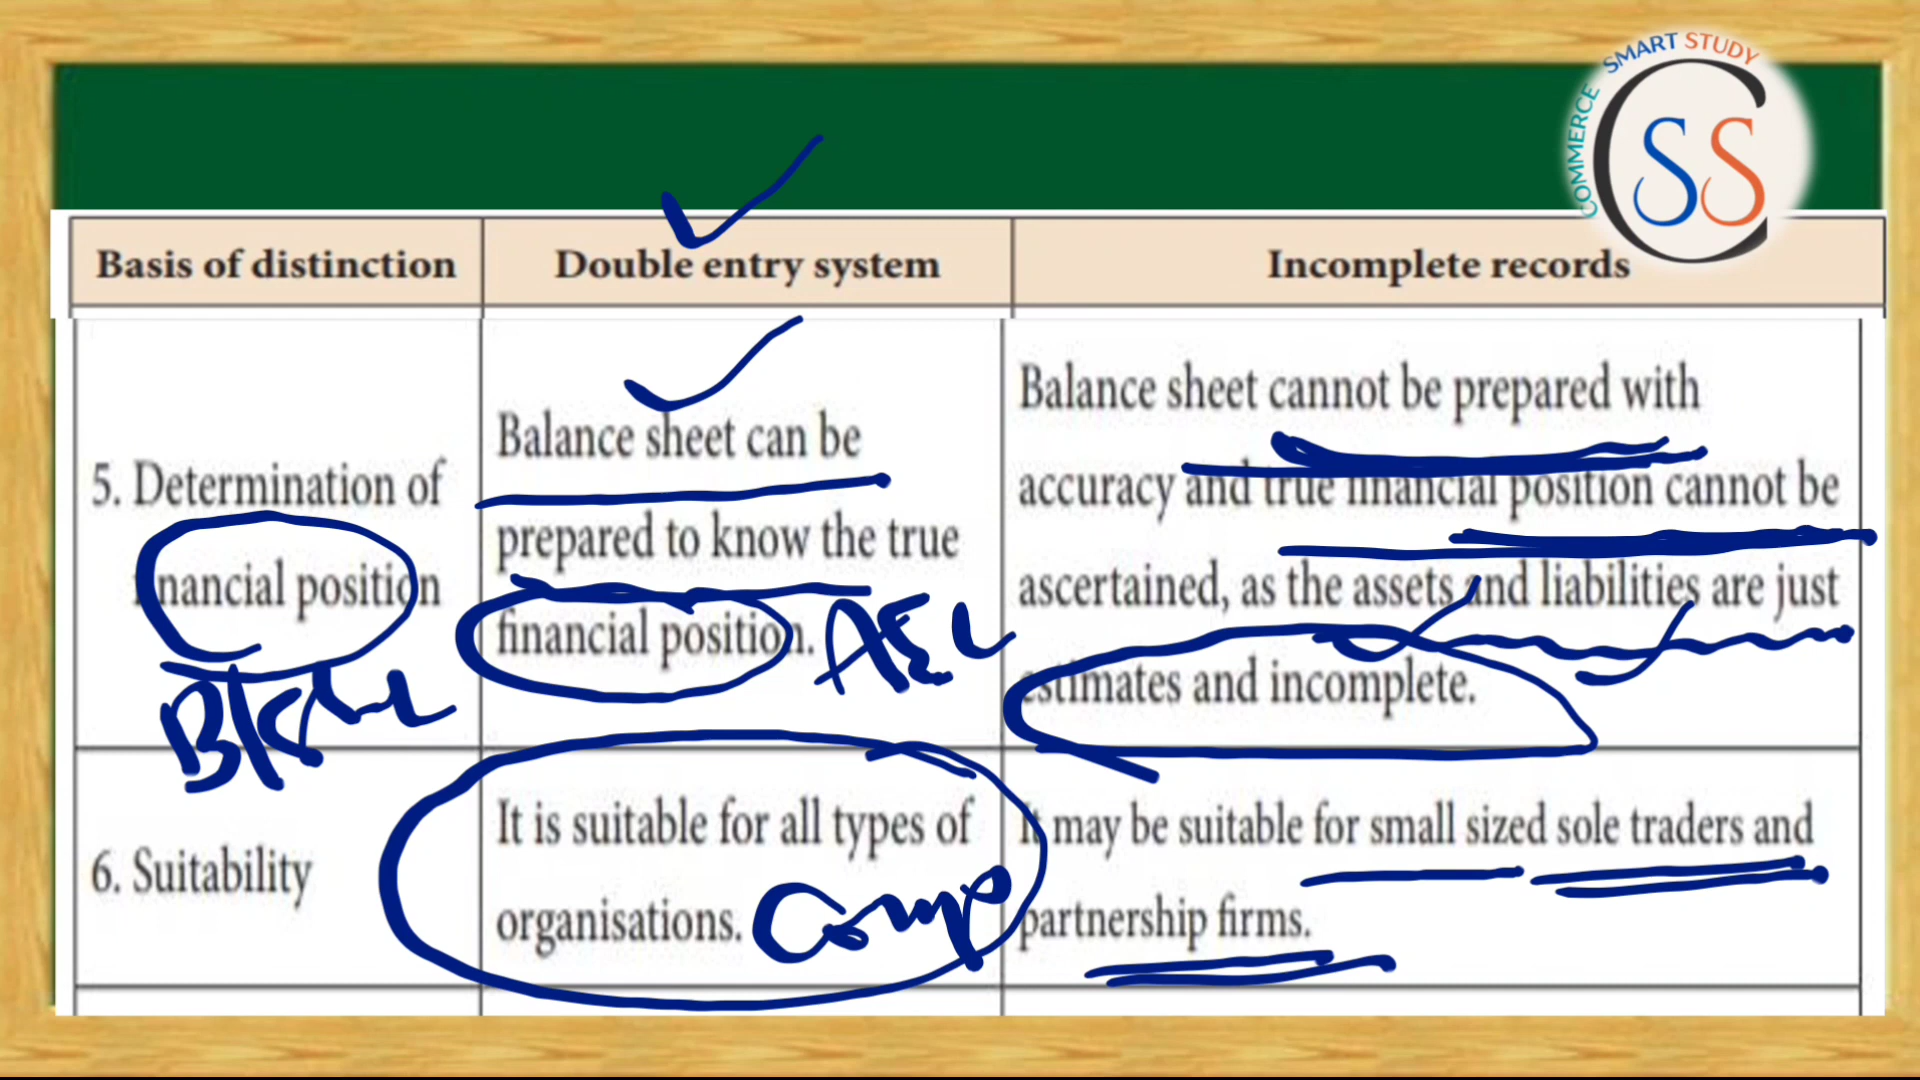 COMMERCE SMART STUDY
CSS
Basis of distinction
Double entry system
Incomplete records
5. Determination of
financial position
Balance sheet can be
prepared to know the true
financial position.
Balance sheet cannot be prepared with
accuracy and true financial position cannot be
ascertained, as the assets and liabilities are just
estimates and incomplete.
6. Suitability
It is suitable for all types of
organisations.
It may be suitable for small sized sole traders and
partnership firms.
Comp